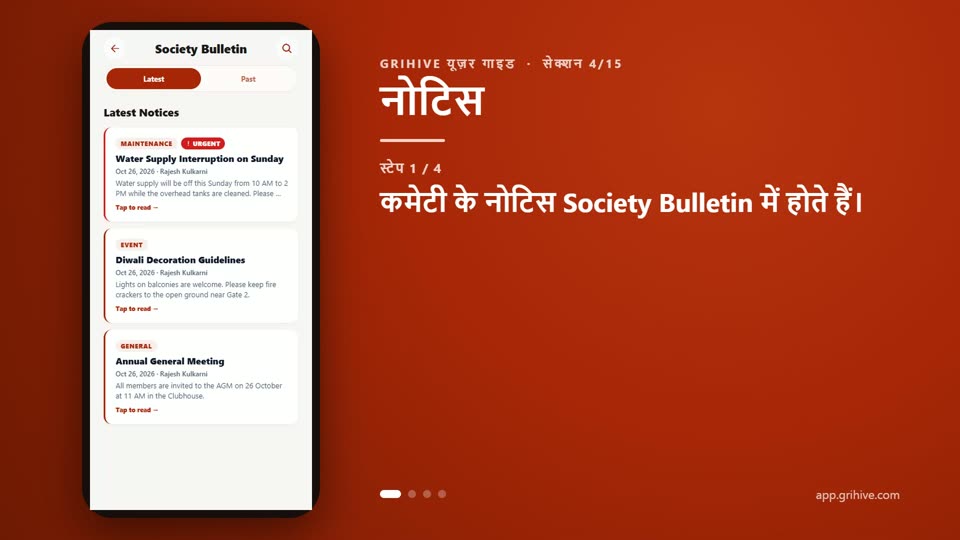 Society Bulletin
Latest
Past
Latest Notices
MAINTENANCE
! URGENT
Water Supply Interruption on Sunday
Oct 26, 2026 · Rajesh Kulkarni
Water supply will be off this Sunday from 10 AM to 2
PM while the overhead tanks are cleaned. Please ...
Tap to read →
EVENT
Diwali Decoration Guidelines
Oct 26, 2026 · Rajesh Kulkarni
Lights on balconies are welcome. Please keep fire
crackers to the open ground near Gate 2.
Tap to read →
GENERAL
Annual General Meeting
Oct 26, 2026 · Rajesh Kulkarni
All members are invited to the AGM on 26 October
at 11 AM in the Clubhouse.
Tap to read →
GRIHIVE यूज़र गाइड · सेक्शन 4/15
नोटिस
स्टेप 1 / 4
कमेटी के नोटिस Society Bulletin में होते हैं।
app.grihive.com